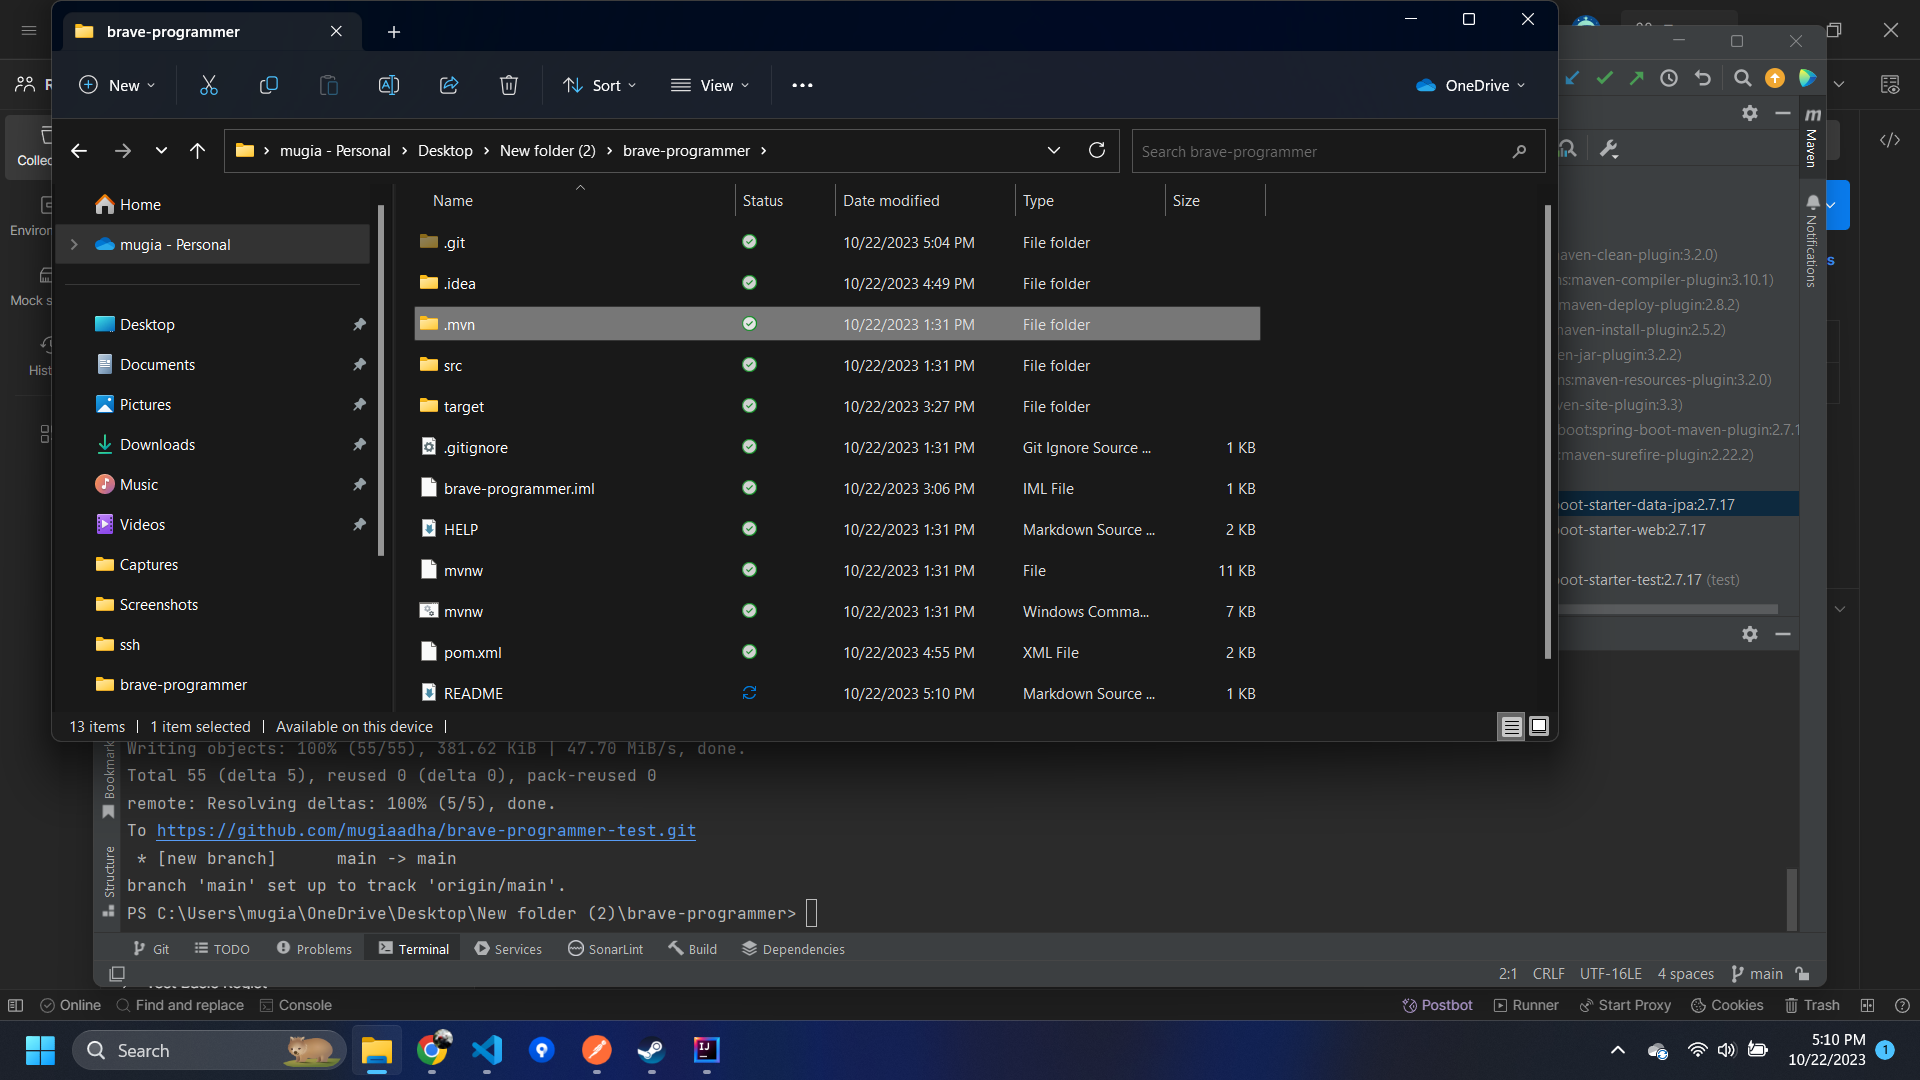 brave-programmer
New
Sort
View
OneDrive
mugia - Personal
Desktop
New folder (2)
brave-programmer
Search brave-programmer
Name
Status
Date modified
Type
Size
Home
mugia - Personal
Desktop
Documents
Pictures
Downloads
Music
Videos
Captures
Screenshots
ssh
brave-programmer
.git 10/22/2023 5:04 PM File folder
.idea 10/22/2023 4:49 PM File folder
.mvn 10/22/2023 1:31 PM File folder
src 10/22/2023 1:31 PM File folder
target 10/22/2023 3:27 PM File folder
.gitignore 10/22/2023 1:31 PM Git Ignore Source ... 1 KB
brave-programmer.iml 10/22/2023 3:06 PM IML File 1 KB
HELP 10/22/2023 1:31 PM Markdown Source ... 2 KB
mvnw 10/22/2023 1:31 PM File 11 KB
mvnw 10/22/2023 1:31 PM Windows Comma... 7 KB
pom.xml 10/22/2023 4:55 PM XML File 2 KB
README 10/22/2023 5:10 PM Markdown Source ... 1 KB
13 items
1 item selected
Available on this device
Collec
Environ
Mock s
Hist
m
Maven
Notifications
aven-clean-plugin:3.2.0)
ns:maven-compiler-plugin:3.10.1)
maven-deploy-plugin:2.8.2)
maven-install-plugin:2.5.2)
en-jar-plugin:3.2.2)
ns:maven-resources-plugin:3.2.0)
ven-site-plugin:3.3)
boot:spring-boot-maven-plugin:2.7.1
:maven-surefire-plugin:2.22.2)
oot-starter-data-jpa:2.7.17
oot-starter-web:2.7.17
oot-starter-test:2.7.17 (test)
Bookmark
Structure
Writing objects: 100% (55/55), 381.62 KiB | 47.70 MiB/s, done.
Total 55 (delta 5), reused 0 (delta 0), pack-reused 0
remote: Resolving deltas: 100% (5/5), done.
To https://github.com/mugiaadha/brave-programmer-test.git
* [new branch]      main -> main
branch 'main' set up to track 'origin/main'.
PS C:\Users\mugia\OneDrive\Desktop\New folder (2)\brave-programmer>
Git
TODO
Problems
Terminal
Services
SonarLint
Build
Dependencies
2:1
CRLF
UTF-16LE
4 spaces
main
Online
Find and replace
Console
Postbot
Runner
Start Proxy
Cookies
Trash
Search
5:10 PM
10/22/2023
1